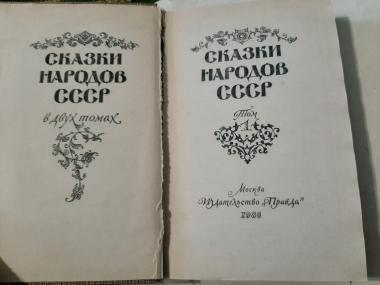 СКАЗКИ
НАРОДОВ
СССР
в двух томах
СКАЗКИ
НАРОДОВ
СССР
Том
1
Москва
Издательство „Правда"